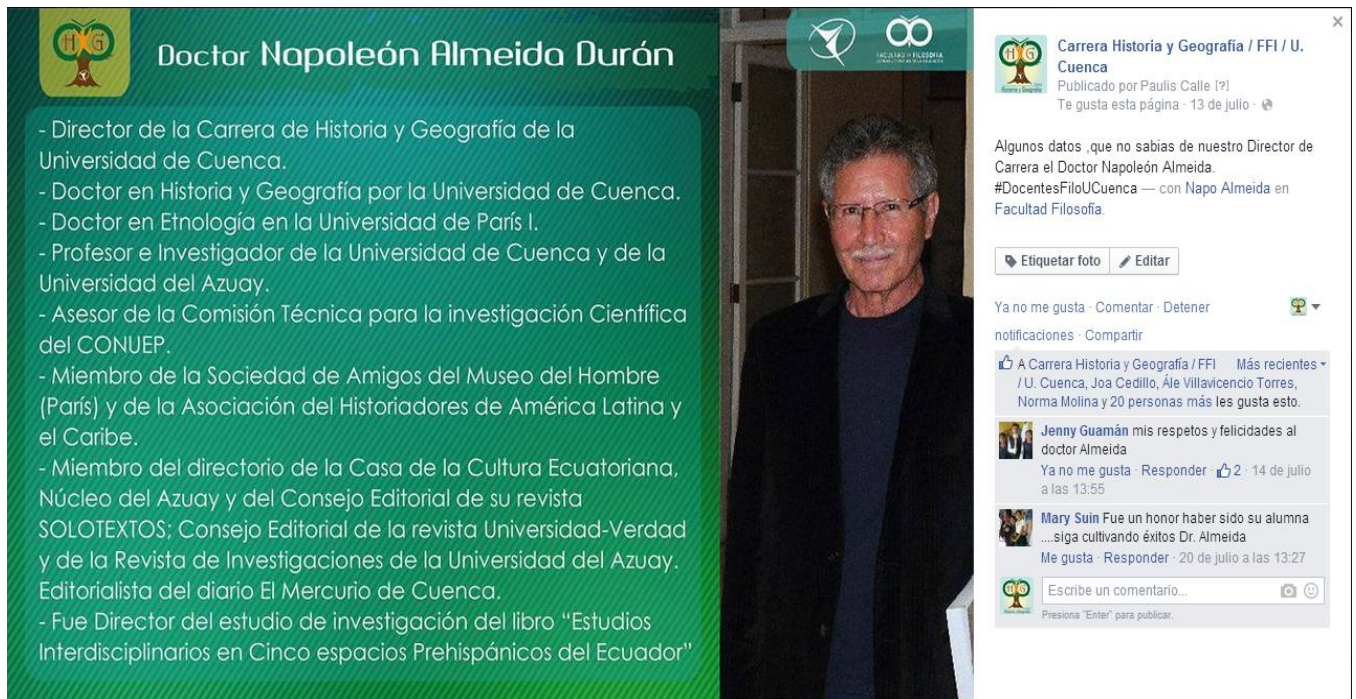 HG
Doctor Napoleón Almeida Durán
FACULTAD DE FILOSOFÍA
- Director de la Carrera de Historia y Geografía de la
Universidad de Cuenca.
- Doctor en Historia y Geografía por la Universidad de Cuenca.
- Doctor en Etnología en la Universidad de París I.
- Profesor e Investigador de la Universidad de Cuenca y de la
Universidad del Azuay.
- Asesor de la Comisión Técnica para la investigación Científica
del CONUEP.
- Miembro de la Sociedad de Amigos del Museo del Hombre
(París) y de la Asociación del Historiadores de América Latina y
el Caribe.
- Miembro del directorio de la Casa de la Cultura Ecuatoriana,
Núcleo del Azuay y del Consejo Editorial de su revista
SOLOTEXTOS; Consejo Editorial de la revista Universidad-Verdad
y de la Revista de Investigaciones de la Universidad del Azuay.
Editorialista del diario El Mercurio de Cuenca.
- Fue Director del estudio de investigación del libro “Estudios
Interdisciplinarios en Cinco espacios Prehispánicos del Ecuador”
Carrera Historia y Geografía / FFI / U.
Cuenca
Publicado por Paulis Calle [?]
Te gusta esta página · 13 de julio ·
Algunos datos ,que no sabias de nuestro Director de
Carrera el Doctor Napoleón Almeida.
#DocentesFiloUCuenca — con Napo Almeida en
Facultad Filosofía.
Etiquetar foto Editar
Ya no me gusta · Comentar · Detener
notificaciones · Compartir
A Carrera Historia y Geografía / FFI Más recientes
/ U. Cuenca, Joa Cedillo, Ále Villavicencio Torres,
Norma Molina y 20 personas más les gusta esto.
Jenny Guamán mis respetos y felicidades al
doctor Almeida
Ya no me gusta · Responder · 2 · 14 de julio
a las 13:55
Mary Suin Fue un honor haber sido su alumna
....siga cultivando éxitos Dr. Almeida
Me gusta · Responder · 20 de julio a las 13:27
Escribe un comentario...
Presiona "Enter" para publicar.